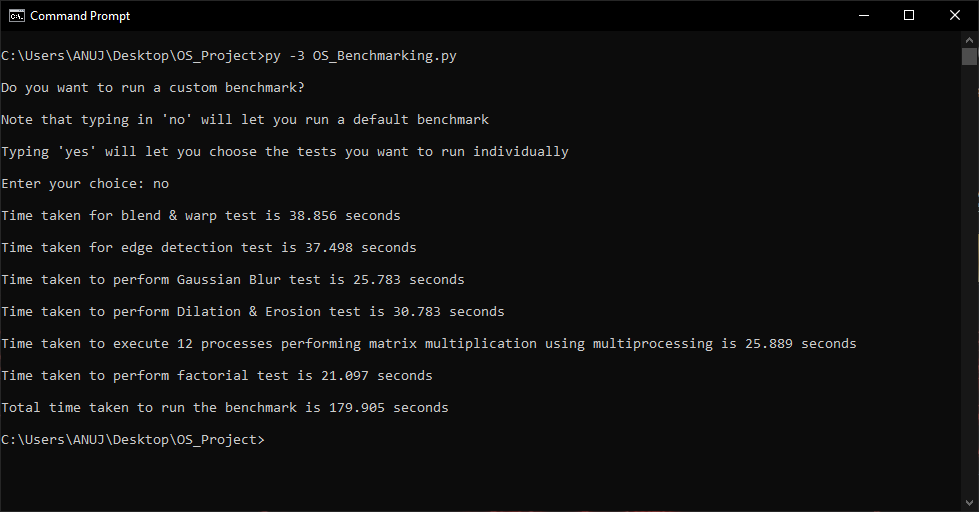 Command Prompt
C:\Users\ANUJ\Desktop\OS_Project>py -3 OS_Benchmarking.py
Do you want to run a custom benchmark?
Note that typing in 'no' will let you run a default benchmark
Typing 'yes' will let you choose the tests you want to run individually
Enter your choice: no
Time taken for blend & warp test is 38.856 seconds
Time taken for edge detection test is 37.498 seconds
Time taken to perform Gaussian Blur test is 25.783 seconds
Time taken to perform Dilation & Erosion test is 30.783 seconds
Time taken to execute 12 processes performing matrix multiplication using multiprocessing is 25.889 seconds
Time taken to perform factorial test is 21.097 seconds
Total time taken to run the benchmark is 179.905 seconds
C:\Users\ANUJ\Desktop\OS_Project>